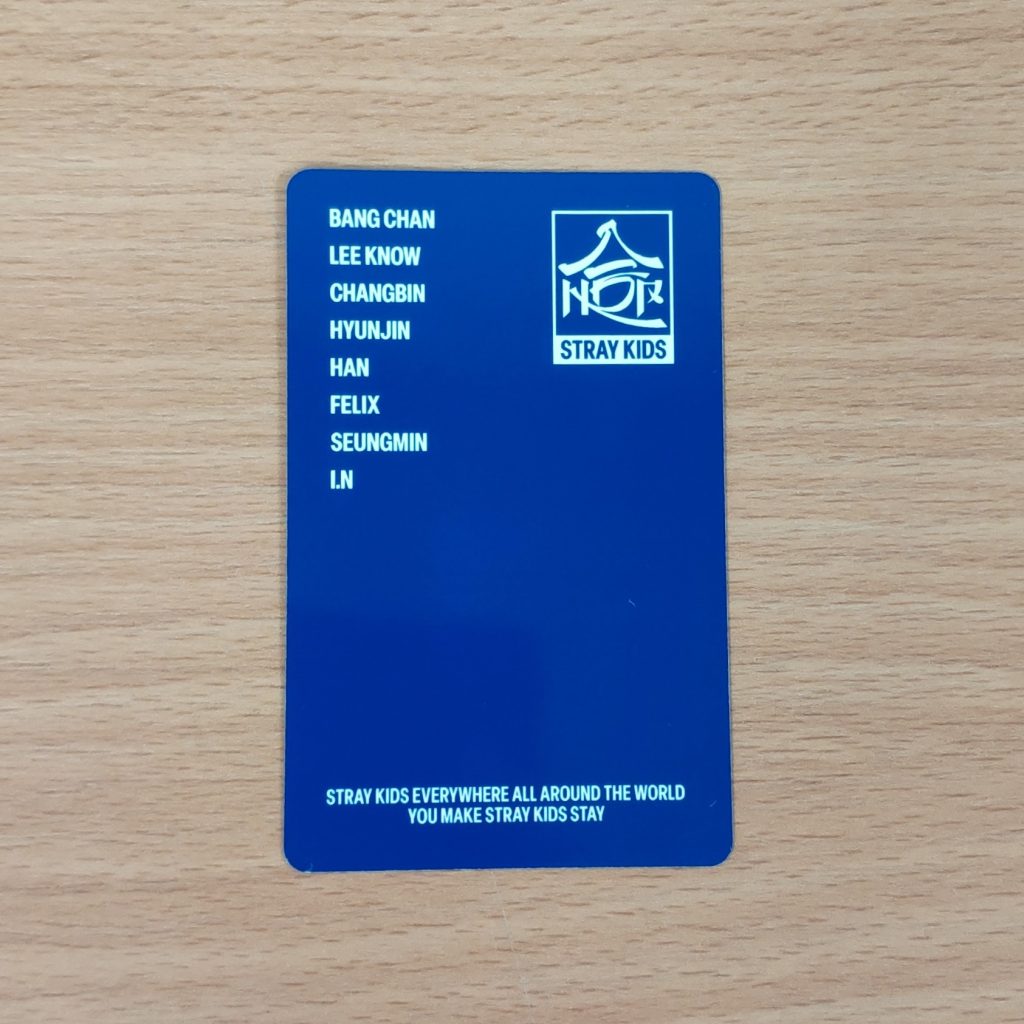 BANG CHAN
LEE KNOW
CHANGBIN
HYUNJIN
HAN
FELIX
SEUNGMIN
I.N
STRAY KIDS
STRAY KIDS EVERYWHERE ALL AROUND THE WORLD
YOU MAKE STRAY KIDS STAY